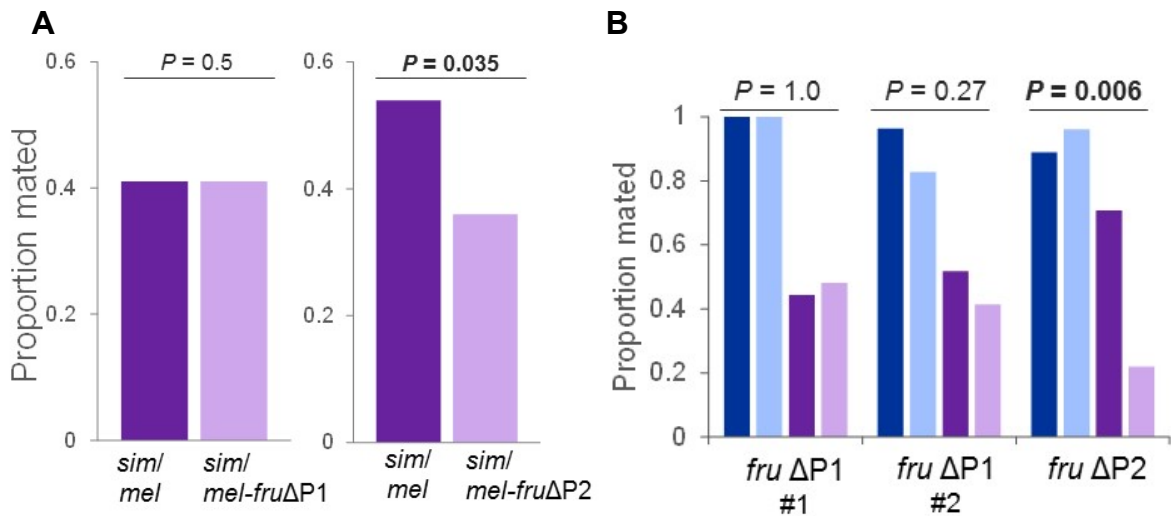 A
B
Proportion mated
0.6
0.4
0.2
0
P = 0.5
sim/
mel
sim/
mel-fruΔP1
0.6
0.4
0.2
0
P = 0.035
sim/
mel
sim/
mel-fruΔP2
Proportion mated
1
0.8
0.6
0.4
0.2
0
P = 1.0
P = 0.27
P = 0.006
fru ΔP1
#1
fru ΔP1
#2
fru ΔP2